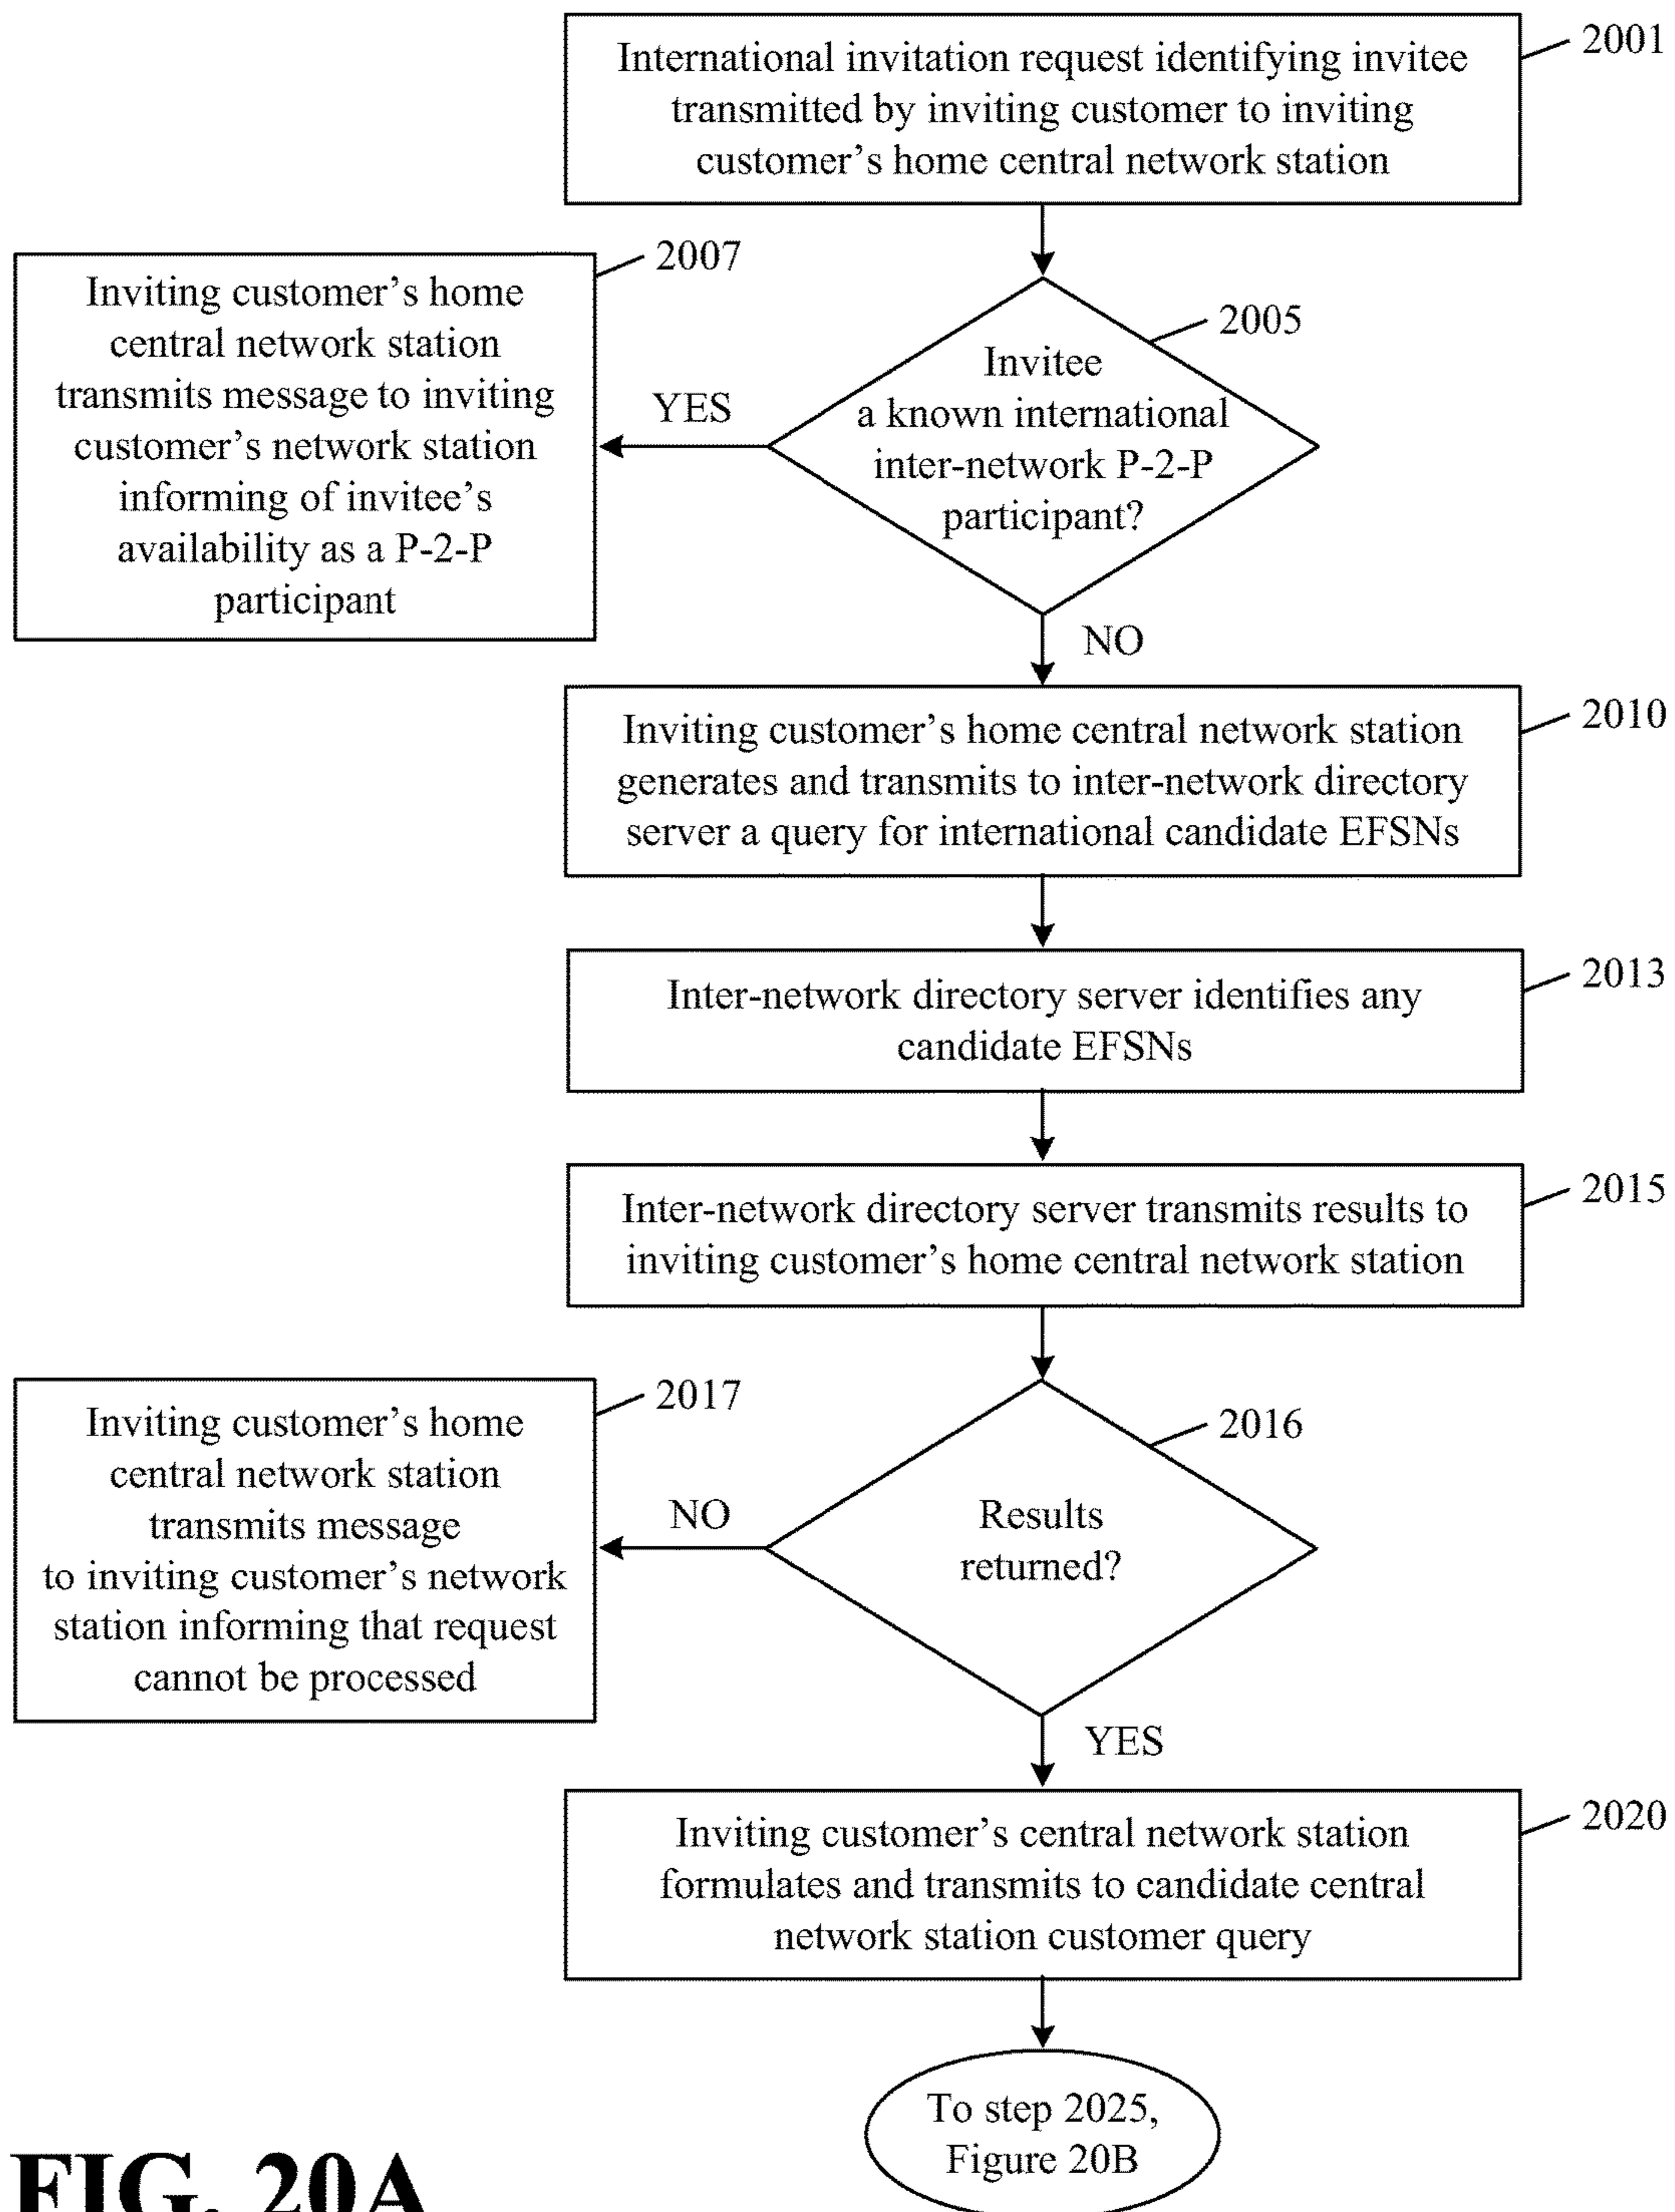 International invitation request identifying invitee
transmitted by inviting customer to inviting
customer's home central network station
2001
2007
Inviting customer's home
central network station
transmits message to inviting
customer's network station
informing of invitee's
availability as a P-2-P
participant
YES
2005
Invitee
a known international
inter-network P-2-P
participant?
NO
Inviting customer's home central network station
generates and transmits to inter-network directory
server a query for international candidate EFSNs
2010
Inter-network directory server identifies any
candidate EFSNs
2013
Inter-network directory server transmits results to
inviting customer's home central network station
2015
2017
Inviting customer's home
central network station
transmits message
to inviting customer's network
station informing that request
cannot be processed
NO
2016
Results
returned?
YES
Inviting customer's central network station
formulates and transmits to candidate central
network station customer query
2020
To step 2025,
Figure 20B
FIG. 20A